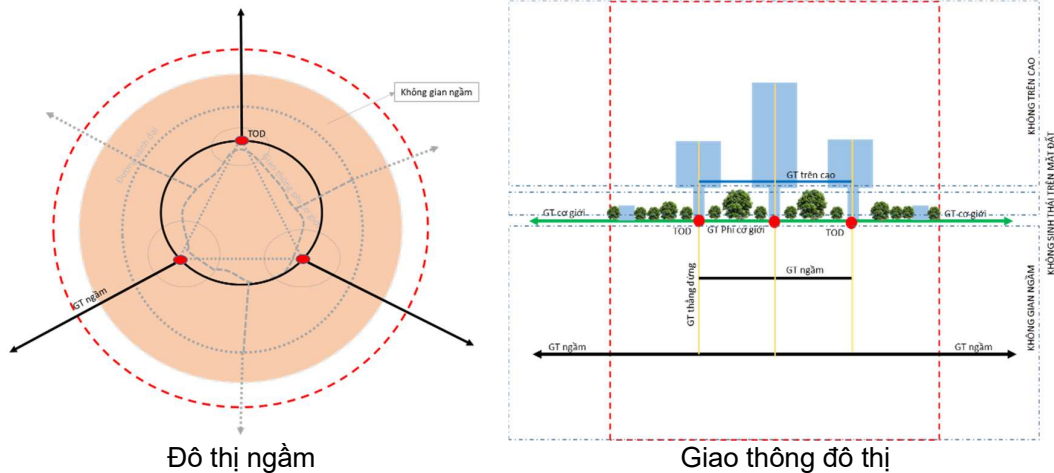 Không gian ngầm
TOD
GT ngầm
Đô thị ngầm
KHÔNG TRÊN CAO
KHÔNG SINH THÁI TRÊN MẶT ĐẤT
KHÔNG GIAN NGẦM
GT trên cao
GT cơ giới
GT cơ giới
TOD
GT Phi cơ giới
TOD
GT thẳng đứng
GT ngầm
GT ngầm
GT ngầm
Giao thông đô thị